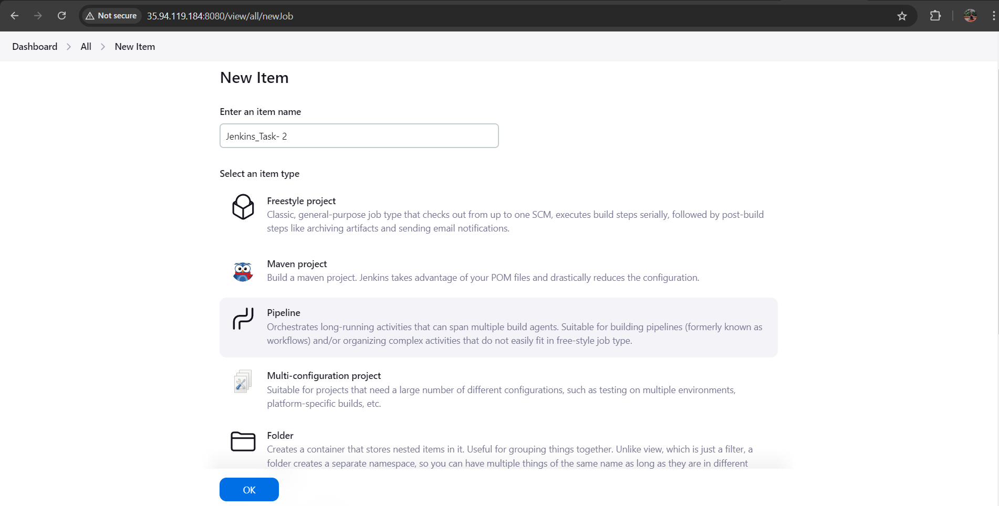 Not secure
35.94.119.184:8080/view/all/newJob
Dashboard
All
New Item
New Item
Enter an item name
Jenkins_Task- 2
Select an item type
Freestyle project
Classic, general-purpose job type that checks out from up to one SCM, executes build steps serially, followed by post-build
steps like archiving artifacts and sending email notifications.
Maven project
Build a maven project. Jenkins takes advantage of your POM files and drastically reduces the configuration.
Pipeline
Orchestrates long-running activities that can span multiple build agents. Suitable for building pipelines (formerly known as
workflows) and/or organizing complex activities that do not easily fit in free-style job type.
Multi-configuration project
Suitable for projects that need a large number of different configurations, such as testing on multiple environments,
platform-specific builds, etc.
Folder
Creates a container that stores nested items in it. Useful for grouping things together. Unlike view, which is just a filter, a
folder creates a separate namespace, so you can have multiple things of the same name as long as they are in different
OK